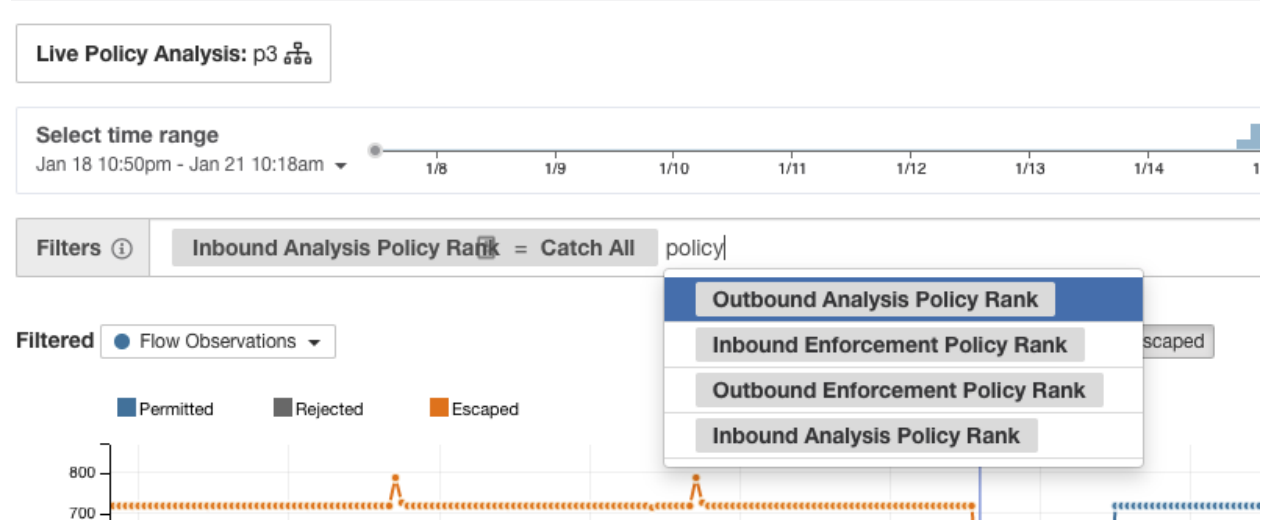 Live Policy Analysis: p3
Select time range
Jan 18 10:50pm - Jan 21 10:18am
1/8 1/9 1/10 1/11 1/12 1/13 1/14 1
Filters = Catch All policy
Inbound Analysis Policy Rank
Outbound Analysis Policy Rank
Inbound Enforcement Policy Rank
Outbound Enforcement Policy Rank
Inbound Analysis Policy Rank
Filtered Flow Observations scaped
Permitted Rejected Escaped
800
700